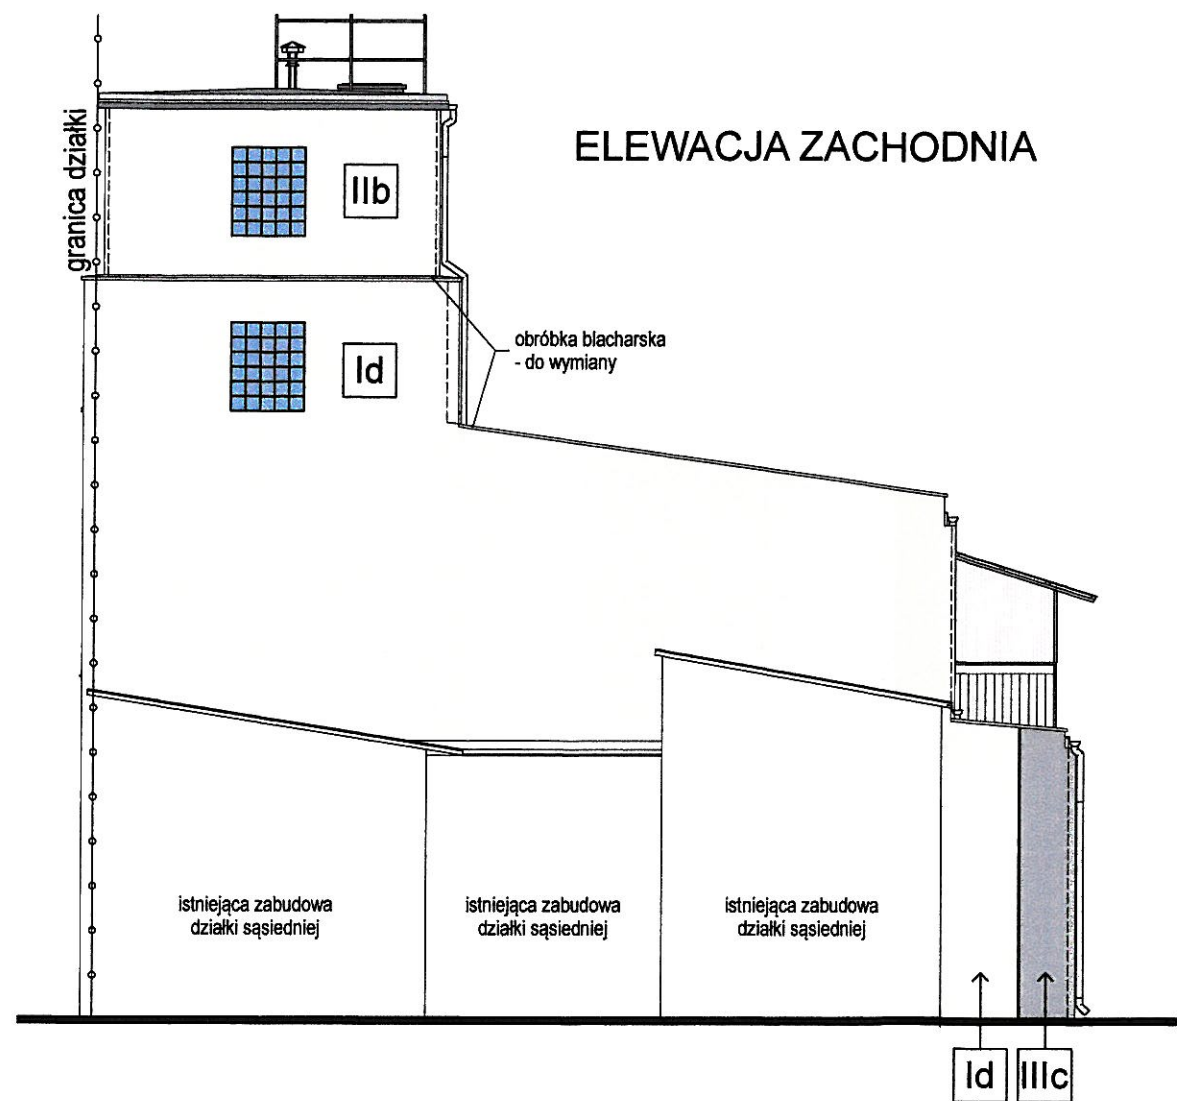 ELEWACJA ZACHODNIA
granica działki
IIb
obróbka blacharska
- do wymiany
Id
istniejąca zabudowa
działki sąsiedniej
istniejąca zabudowa
działki sąsiedniej
istniejąca zabudowa
działki sąsiedniej
Id
IIIc